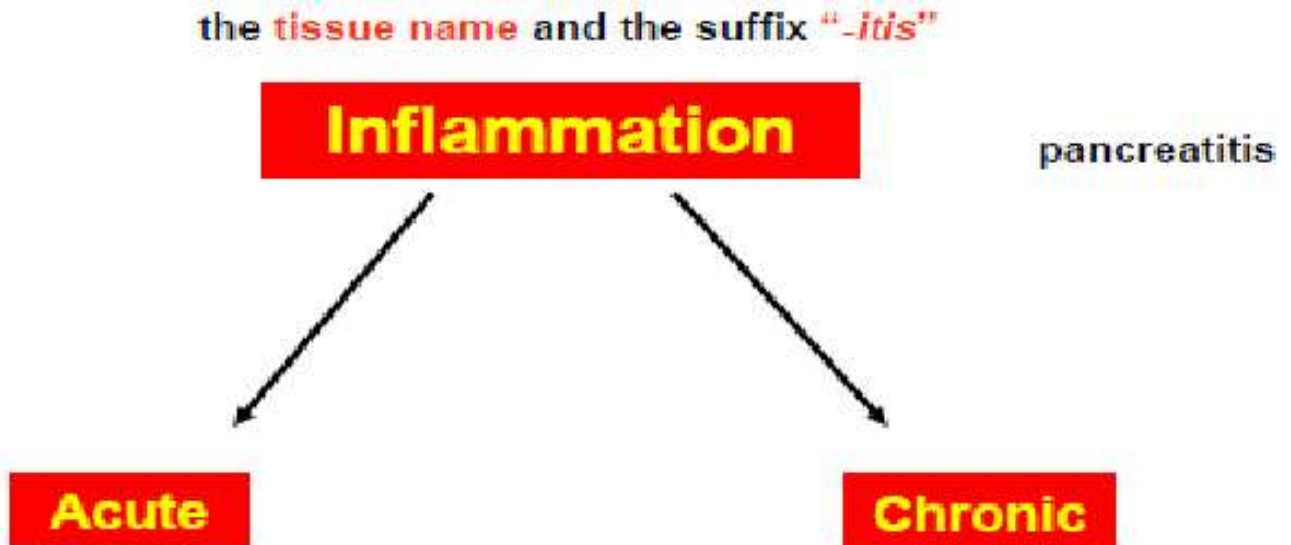 the tissue name and the suffix “-itis”
Inflammation
pancreatitis
Acute
Chronic